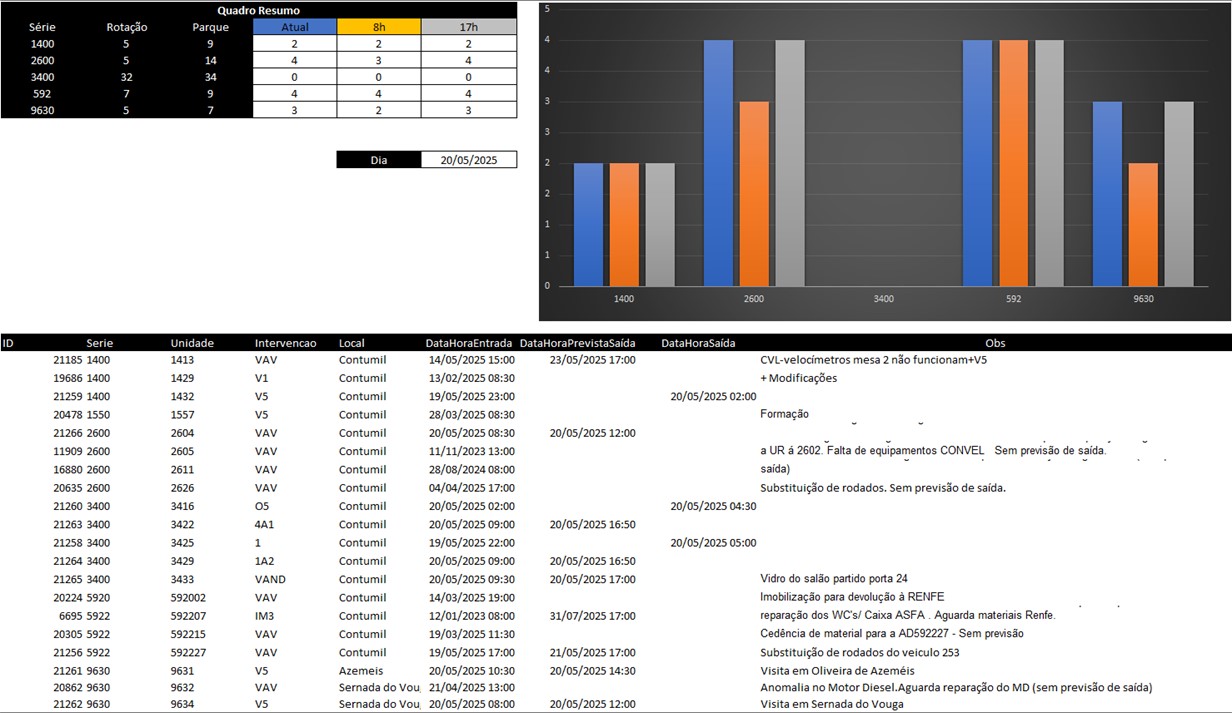 Quadro Resumo
Série Rotação Parque Atual 8h 17h
1400 5 9 2 2 2
2600 5 14 4 3 4
3400 32 34 0 0 0
592 7 9 4 4 4
9630 5 7 3 2 3
Dia 20/05/2025
5
4
4
3
3
2
2
1
1
0
1400 2600 3400 592 9630
ID Serie Unidade Intervencao Local DataHoraEntrada DataHoraPrevistaSaída DataHoraSaída Obs
21185 1400 1413 VAV Contumil 14/05/2025 15:00 23/05/2025 17:00 CVL-velocímetros mesa 2 não funcionam+V5
19686 1400 1429 V1 Contumil 13/02/2025 08:30 + Modificações
21259 1400 1432 V5 Contumil 19/05/2025 23:00 20/05/2025 02:00
20478 1550 1557 V5 Contumil 28/03/2025 08:30 Formação
21266 2600 2604 VAV Contumil 20/05/2025 08:30 20/05/2025 12:00
11909 2600 2605 VAV Contumil 11/11/2023 13:00 a UR á 2602. Falta de equipamentos CONVEL Sem previsão de saída.
16880 2600 2611 VAV Contumil 28/08/2024 08:00 saída)
20635 2600 2626 VAV Contumil 04/04/2025 17:00 Substituição de rodados. Sem previsão de saída.
21260 3400 3416 O5 Contumil 20/05/2025 02:00 20/05/2025 04:30
21263 3400 3422 4A1 Contumil 20/05/2025 09:00 20/05/2025 16:50
21258 3400 3425 1 Contumil 19/05/2025 22:00 20/05/2025 05:00
21264 3400 3429 1A2 Contumil 20/05/2025 09:00 20/05/2025 16:50
21265 3400 3433 VAND Contumil 20/05/2025 09:30 20/05/2025 17:00 Vidro do salão partido porta 24
20224 5920 592002 VAV Contumil 14/03/2025 19:00 Imobilização para devolução à RENFE
6695 5922 592207 IM3 Contumil 12/01/2023 08:00 31/07/2025 17:00 reparação dos WC's/ Caixa ASFA . Aguarda materiais Renfe.
20305 5922 592215 VAV Contumil 19/03/2025 11:30 Cedência de material para a AD592227 - Sem previsão
21256 5922 592227 VAV Contumil 19/05/2025 17:00 21/05/2025 17:00 Substituição de rodados do veiculo 253
21261 9630 9631 V5 Azemeis 20/05/2025 10:30 20/05/2025 14:30 Visita em Oliveira de Azeméis
20862 9630 9632 VAV Sernada do Vou 21/04/2025 13:00 Anomalia no Motor Diesel.Aguarda reparação do MD (sem previsão de saída)
21262 9630 9634 V5 Sernada do Vou 20/05/2025 08:00 20/05/2025 12:00 Visita em Sernada do Vouga